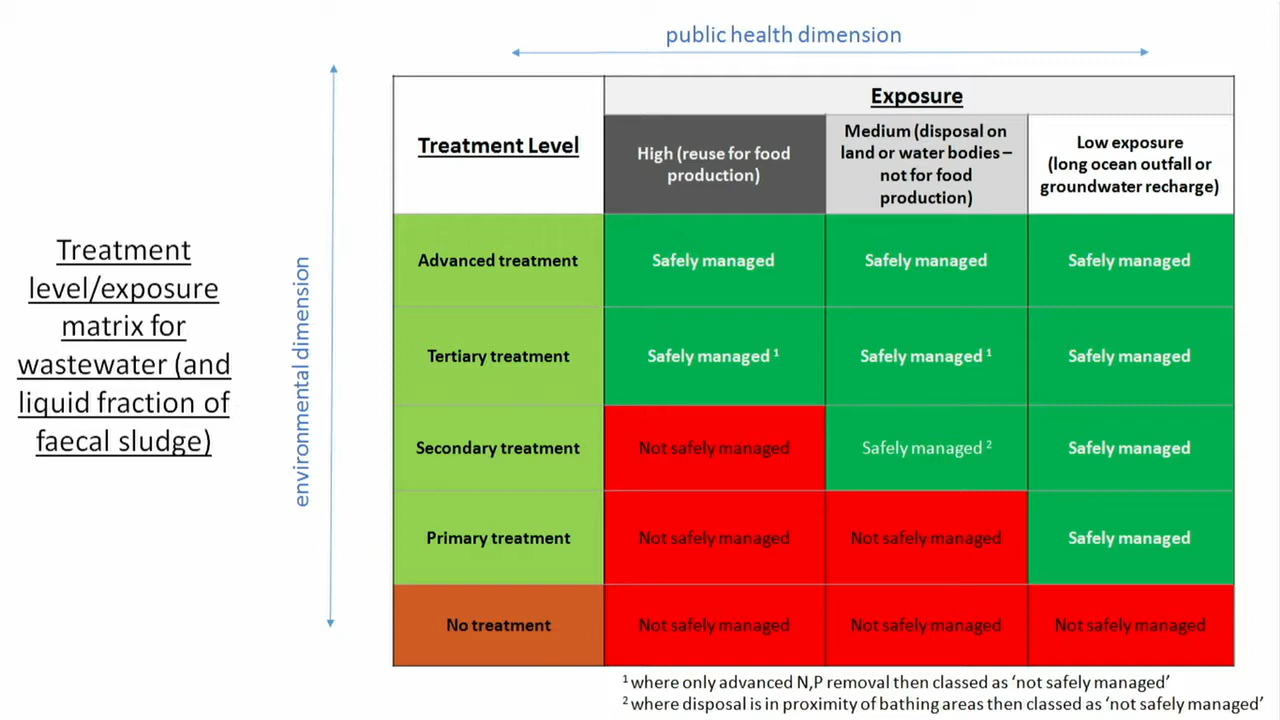 public health dimension
environmental dimension
Treatment
level/exposure
matrix for
wastewater (and
liquid fraction of
faecal sludge)
Treatment Level
Exposure
High (reuse for food
production)
Medium (disposal on
land or water bodies –
not for food
production)
Low exposure
(long ocean outfall or
groundwater recharge)
Advanced treatment
Safely managed
Safely managed
Safely managed
Tertiary treatment
Safely managed ¹
Safely managed ¹
Safely managed
Secondary treatment
Not safely managed
Safely managed ²
Safely managed
Primary treatment
Not safely managed
Not safely managed
Safely managed
No treatment
Not safely managed
Not safely managed
Not safely managed
¹ where only advanced N,P removal then classed as ‘not safely managed’
² where disposal is in proximity of bathing areas then classed as ‘not safely managed’